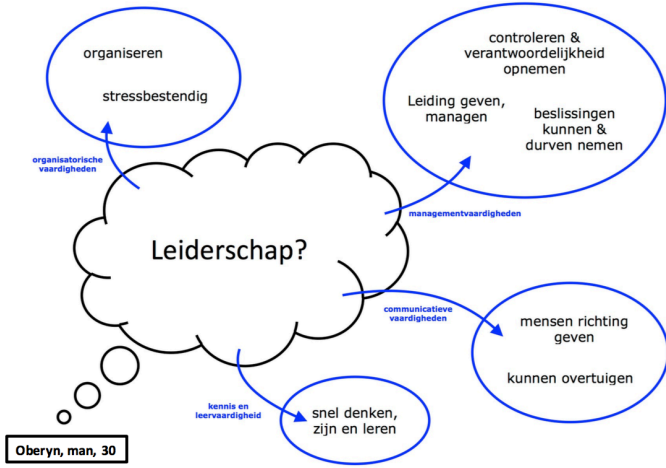 organiseren
stressbestendig
organisatorische
vaardigheden
controleren &
verantwoordelijkheid
opnemen
Leiding geven,
managen
beslissingen
kunnen &
durven nemen
managementvaardigheden
Leiderschap?
communicatieve
vaardigheden
mensen richting
geven
kunnen overtuigen
kennis en
leervaardigheid
snel denken,
zijn en leren
Oberyn, man, 30